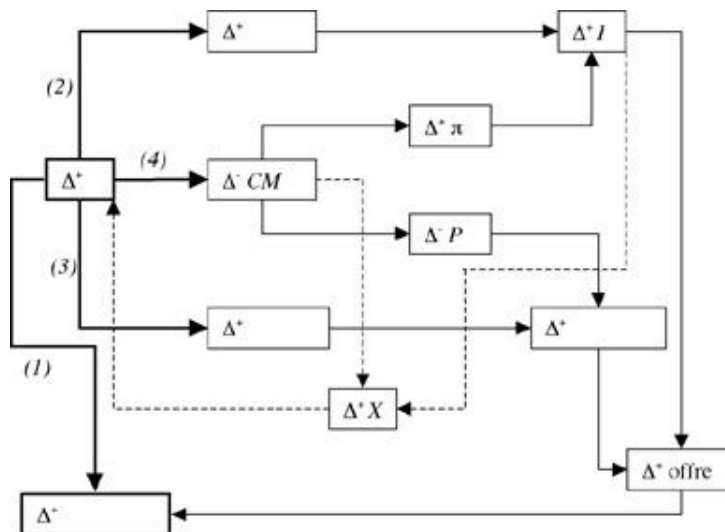 Δ⁺
Δ⁺ I
(2)
Δ⁺ π
Δ⁺
(4)
Δ⁻ CM
Δ⁻ P
(3)
Δ⁺
Δ⁺
(1)
Δ⁺ X
Δ⁺ offre
Δ⁺